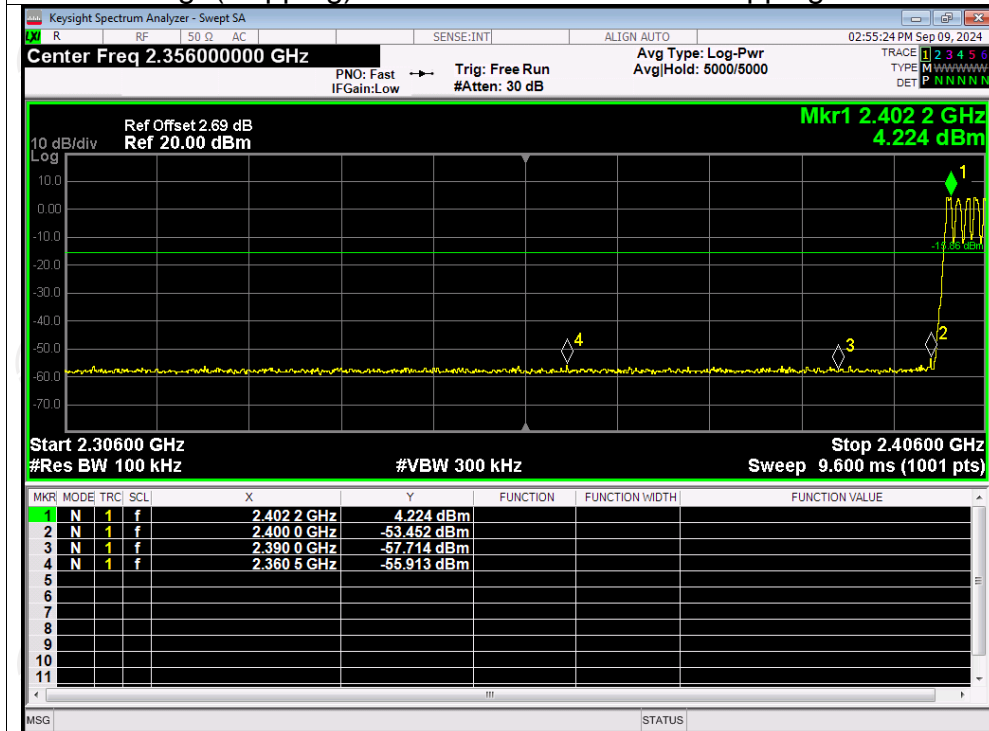 Keysight Spectrum Analyzer - Swept SA
LXI R RF 50 Ω AC SENSE:INT ALIGN AUTO 02:55:24 PM Sep 09, 2024
Center Freq 2.356000000 GHz
PNO: Fast
IFGain:Low
Trig: Free Run
#Atten: 30 dB
Avg Type: Log-Pwr
Avg|Hold: 5000/5000
TRACE 1 2 3 4 5 6
TYPE M W W W W W
DET P N N N N N
Mkr1 2.402 2 GHz
4.224 dBm
Ref Offset 2.69 dB
10 dB/div Ref 20.00 dBm
Log
10.0
0.00
-10.0
-20.0
-30.0
-40.0
-50.0
-60.0
-70.0
1
-15.66 dBm
2
3
4
Start 2.30600 GHz Stop 2.40600 GHz
#Res BW 100 kHz #VBW 300 kHz Sweep 9.600 ms (1001 pts)
MKR MODE TRC SCL X Y FUNCTION FUNCTION WIDTH FUNCTION VALUE
1 N 1 f 2.402 2 GHz 4.224 dBm
2 N 1 f 2.400 0 GHz -53.452 dBm
3 N 1 f 2.390 0 GHz -57.714 dBm
4 N 1 f 2.360 5 GHz -55.913 dBm
5
6
7
8
9
10
11
MSG STATUS